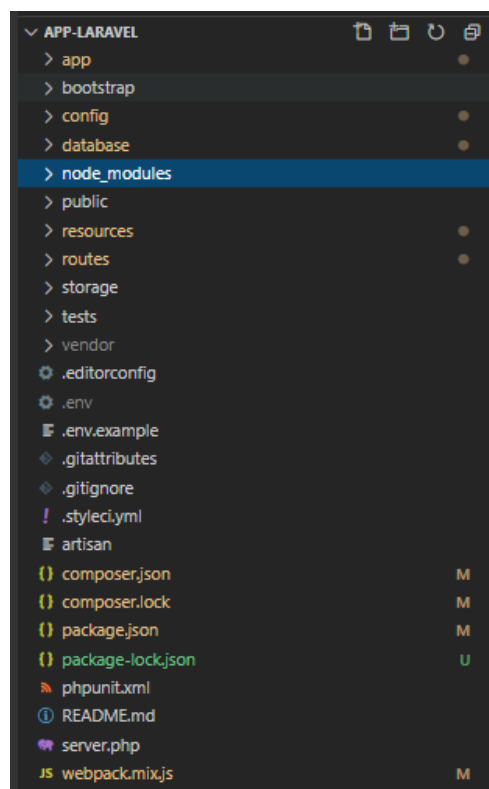 APP-LARAVEL
app
bootstrap
config
database
node_modules
public
resources
routes
storage
tests
vendor
.editorconfig
.env
.env.example
.gitattributes
.gitignore
.styleci.yml
artisan
composer.json M
composer.lock M
package.json M
package-lock.json U
phpunit.xml
README.md
server.php
JS webpack.mix.js M